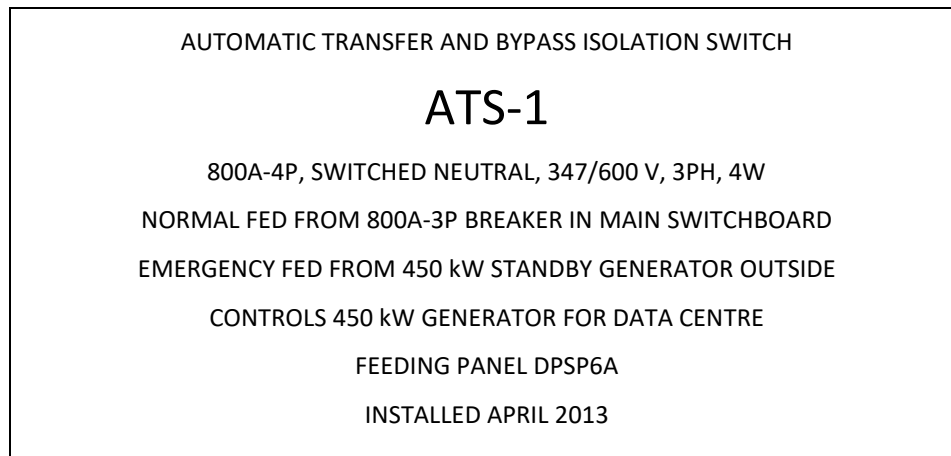 AUTOMATIC TRANSFER AND BYPASS ISOLATION SWITCH
ATS-1
800A-4P, SWITCHED NEUTRAL, 347/600 V, 3PH, 4W
NORMAL FED FROM 800A-3P BREAKER IN MAIN SWITCHBOARD
EMERGENCY FED FROM 450 kW STANDBY GENERATOR OUTSIDE
CONTROLS 450 kW GENERATOR FOR DATA CENTRE
FEEDING PANEL DPSP6A
INSTALLED APRIL 2013